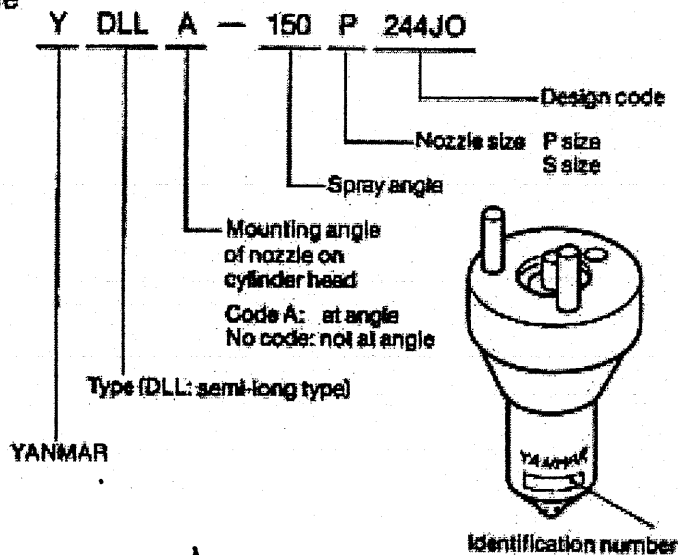 Y DLL A — 150 P 244JO
Design code
Nozzle size P size
S size
Spray angle
Mounting angle
of nozzle on
cylinder head
Code A: at angle
No code: not at angle
Type (DLL: semi-long type)
YANMAR
YANMAR
Identification number